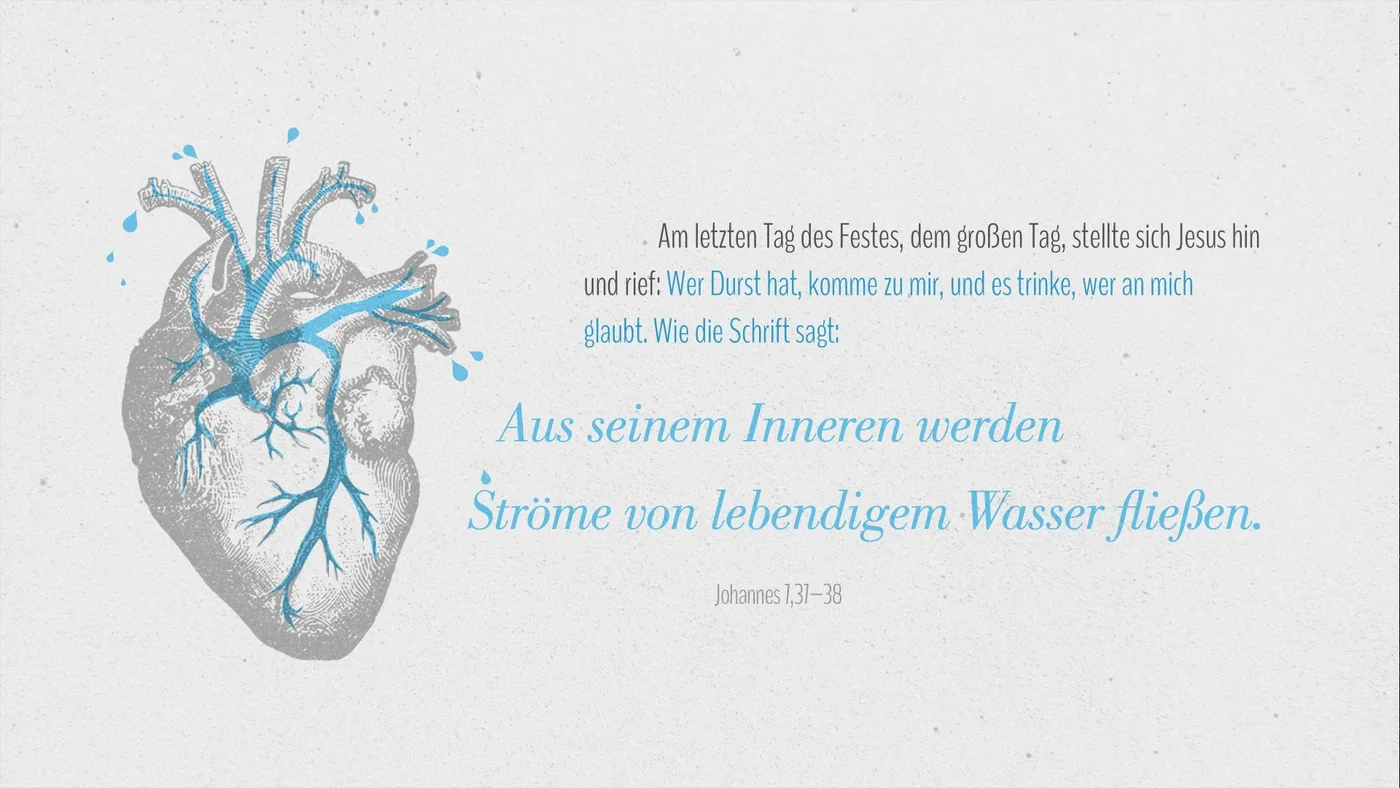 Am letzten Tag des Festes, dem großen Tag, stellte sich Jesus hin
und rief: Wer Durst hat, komme zu mir, und es trinke, wer an mich
glaubt. Wie die Schrift sagt:
Aus seinem Inneren werden
Ströme von lebendigem Wasser fließen.
Johannes 7,37–38